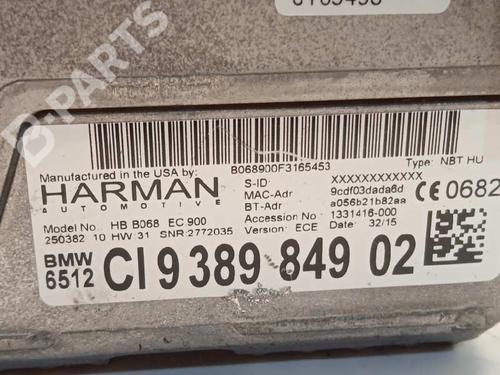 B-PARTS
Manufactured in the USA by:
HARMAN
AUTOMOTIVE
B068900F3165453
Type: NBT HU
S-ID XXXXXXXXXXXX
MAC-Adr 9cdf03dada6d
BT-Adr a056b21b82aa
CE 0682
Accession No : 1331416-000
Version: ECE Date : 32/15
Model No.: HB B068 EC:900
250382 10 HW:31 SNR:2772035
BMW
6512 CI 9 389 849 02